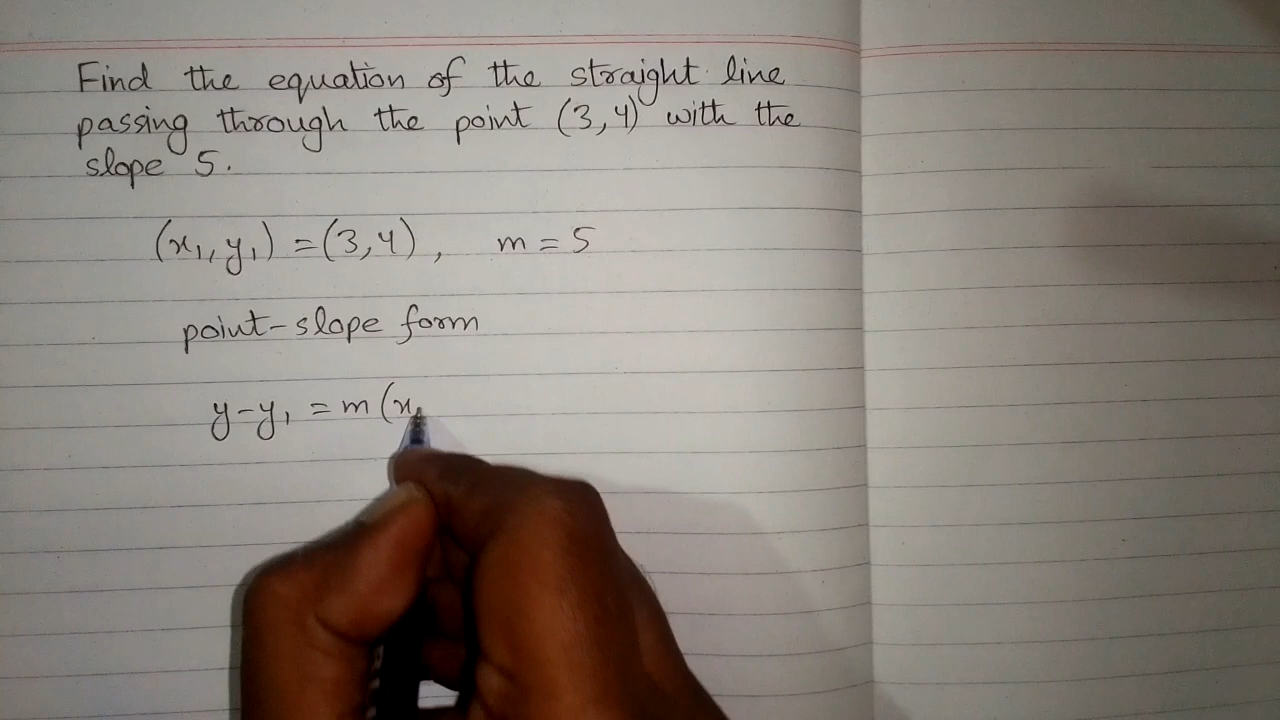 Find the equation of the straight line
passing through the point (3,4) with the
slope 5.
(x₁, y₁) = (3,4), m = 5
point-slope form
y-y₁ = m (x